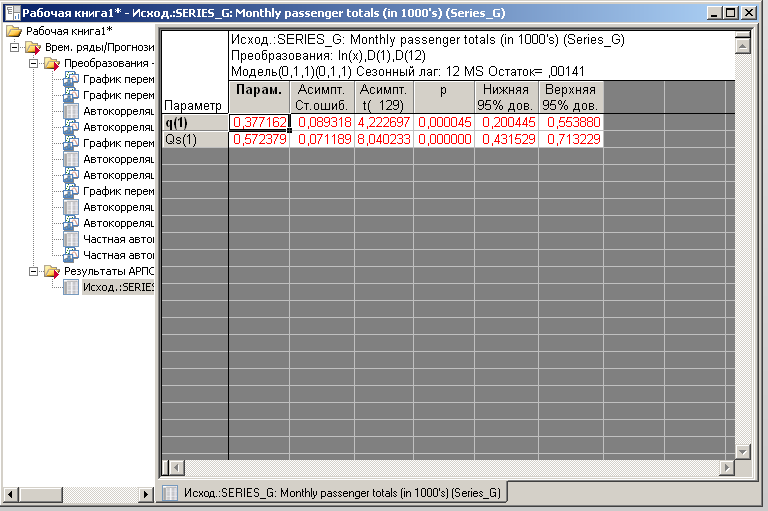 Рабочая книга1* - Исход.:SERIES_G: Monthly passenger totals (in 1000's) (Series_G)
Рабочая книга1*
Врем. ряды/Прогнози
Преобразования -
График перем
График перем
Автокорреляц
График перем
Автокорреляц
Автокорреляц
Автокорреляц
График перем
Автокорреляц
Частная авто
Частная авто
Результаты АРПС
Исход.:SERIES
Исход.:SERIES_G: Monthly passenger totals (in 1000's) (Series_G)
Преобразования: ln(x),D(1),D(12)
Модель(0,1,1)(0,1,1) Сезонный лаг: 12 MS Остаток= ,00141
Параметр Парам. Асимпт. Ст.ошиб. Асимпт. t( 129) p Нижняя 95% дов. Верхняя 95% дов.
q(1) 0,377162 0,089318 4,222697 0,000045 0,200445 0,553880
Qs(1) 0,572379 0,071189 8,040233 0,000000 0,431529 0,713229
Исход.:SERIES_G: Monthly passenger totals (in 1000's) (Series_G)